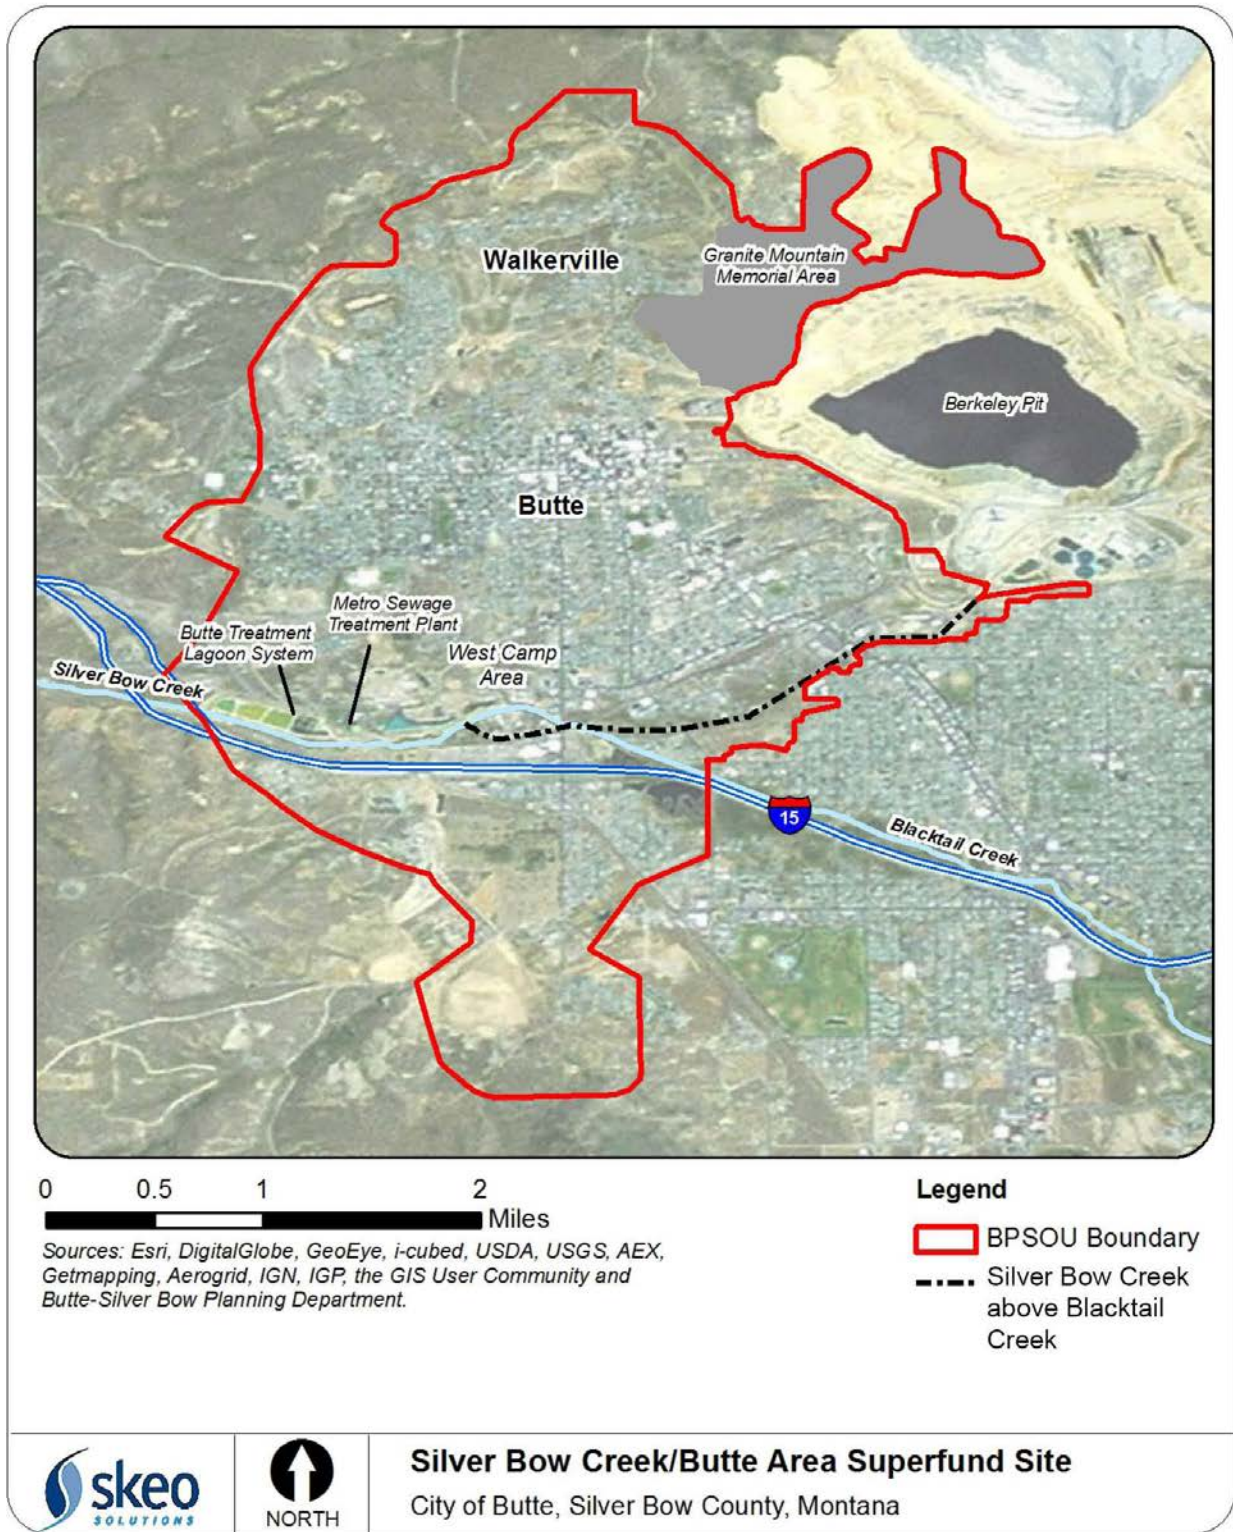 Walkerville
Granite Mountain
Memorial Area
Berkeley Pit
Butte
Metro Sewage
Treatment Plant
Butte Treatment
Lagoon System
West Camp
Area
Silver Bow Creek
15
Blacktail Creek
0 0.5 1 2
Miles
Sources: Esri, DigitalGlobe, GeoEye, i-cubed, USDA, USGS, AEX,
Getmapping, Aerogrid, IGN, IGP, the GIS User Community and
Butte-Silver Bow Planning Department.
Legend
BPSOU Boundary
Silver Bow Creek
above Blacktail
Creek
skeo
SOLUTIONS
NORTH
Silver Bow Creek/Butte Area Superfund Site
City of Butte, Silver Bow County, Montana